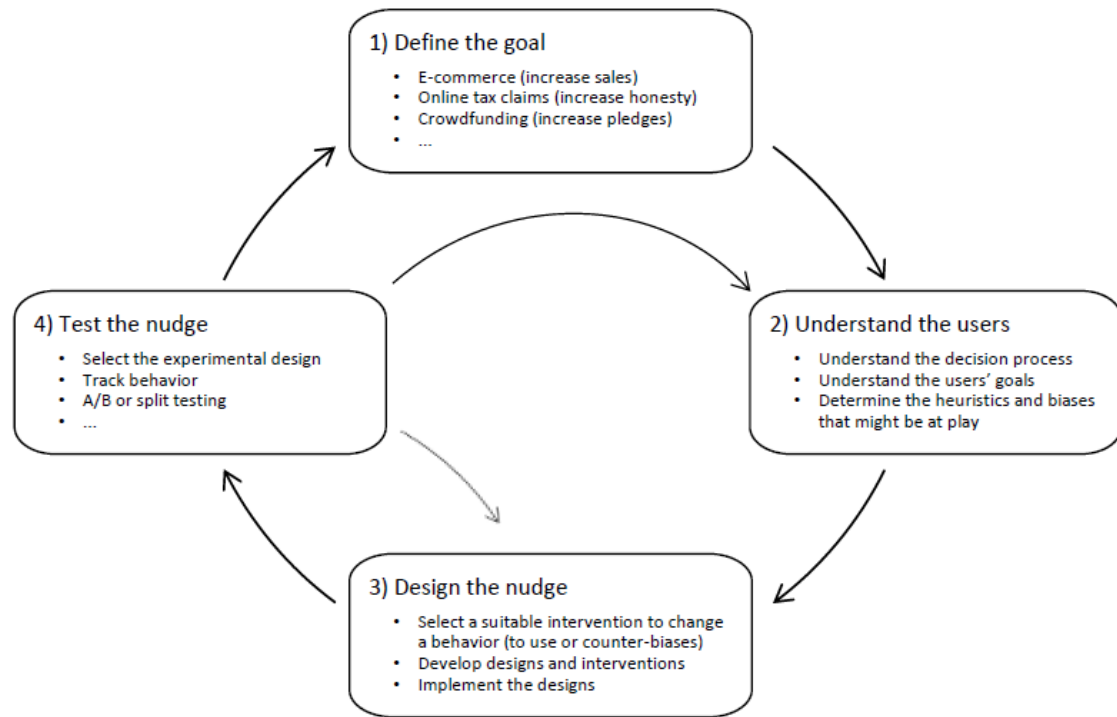 1) Define the goal
• E-commerce (increase sales)
• Online tax claims (increase honesty)
• Crowdfunding (increase pledges)
• ...
4) Test the nudge
• Select the experimental design
• Track behavior
• A/B or split testing
• ...
2) Understand the users
• Understand the decision process
• Understand the users' goals
• Determine the heuristics and biases
that might be at play
3) Design the nudge
• Select a suitable intervention to change
a behavior (to use or counter-biases)
• Develop designs and interventions
• Implement the designs